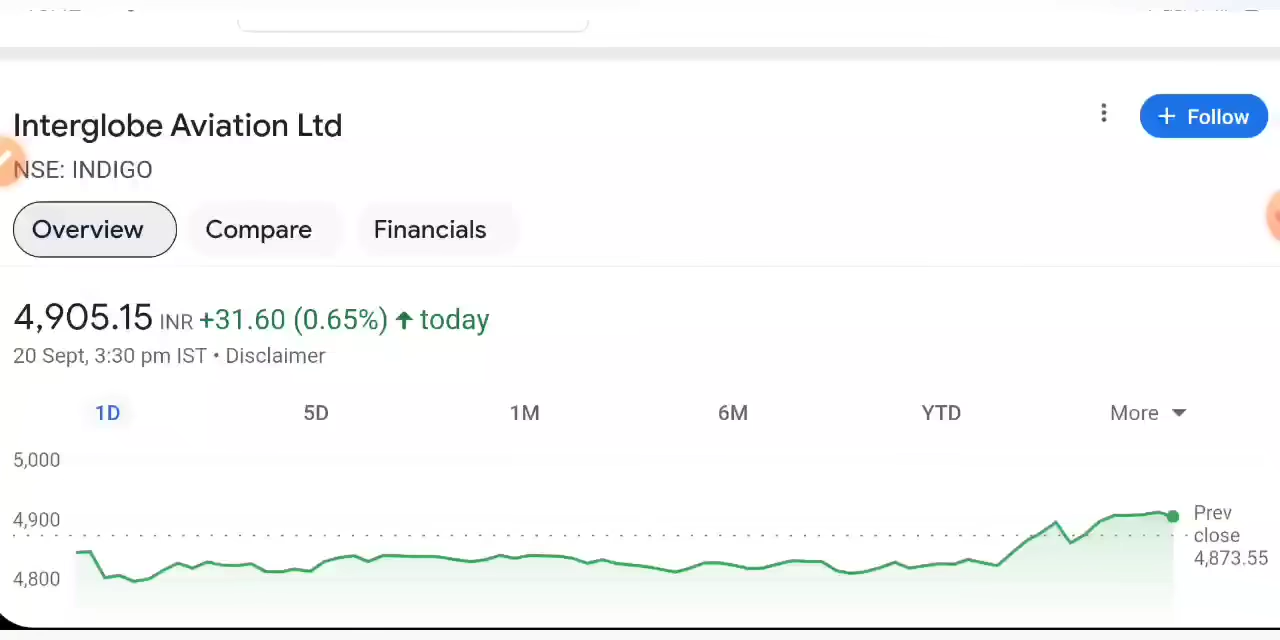 Interglobe Aviation Ltd
+ Follow
NSE: INDIGO
Overview Compare Financials
4,905.15 INR +31.60 (0.65%) ↑ today
20 Sept, 3:30 pm IST • Disclaimer
1D 5D 1M 6M YTD More
5,000
4,900
4,800
Prev
close
4,873.55